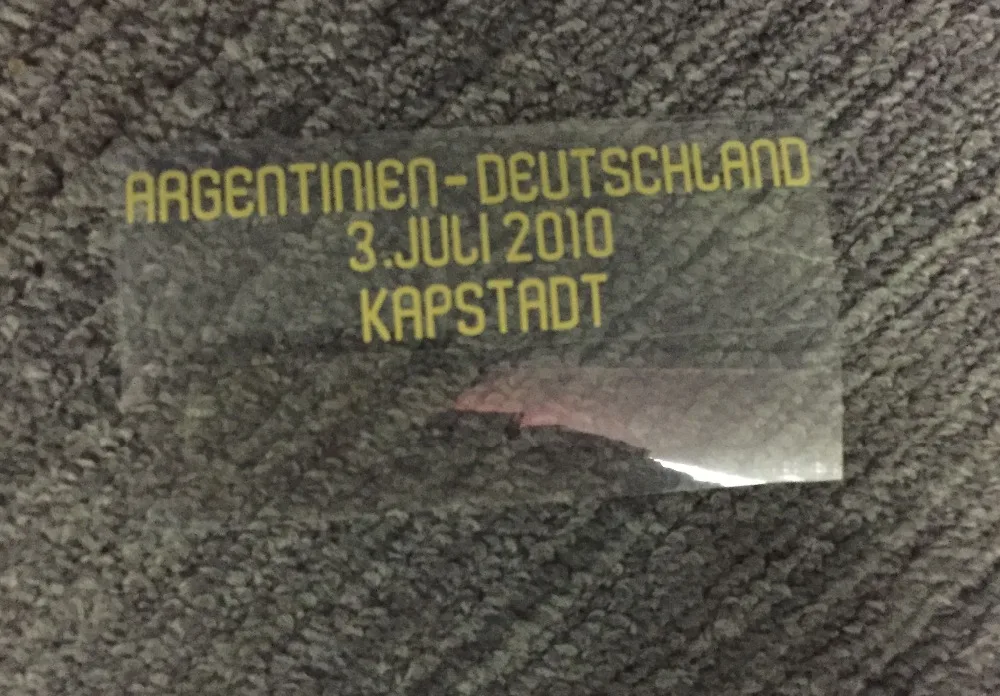 ARGENTINIEN-DEUTSCHLAND
3.JULI 2010
KAPSTADT